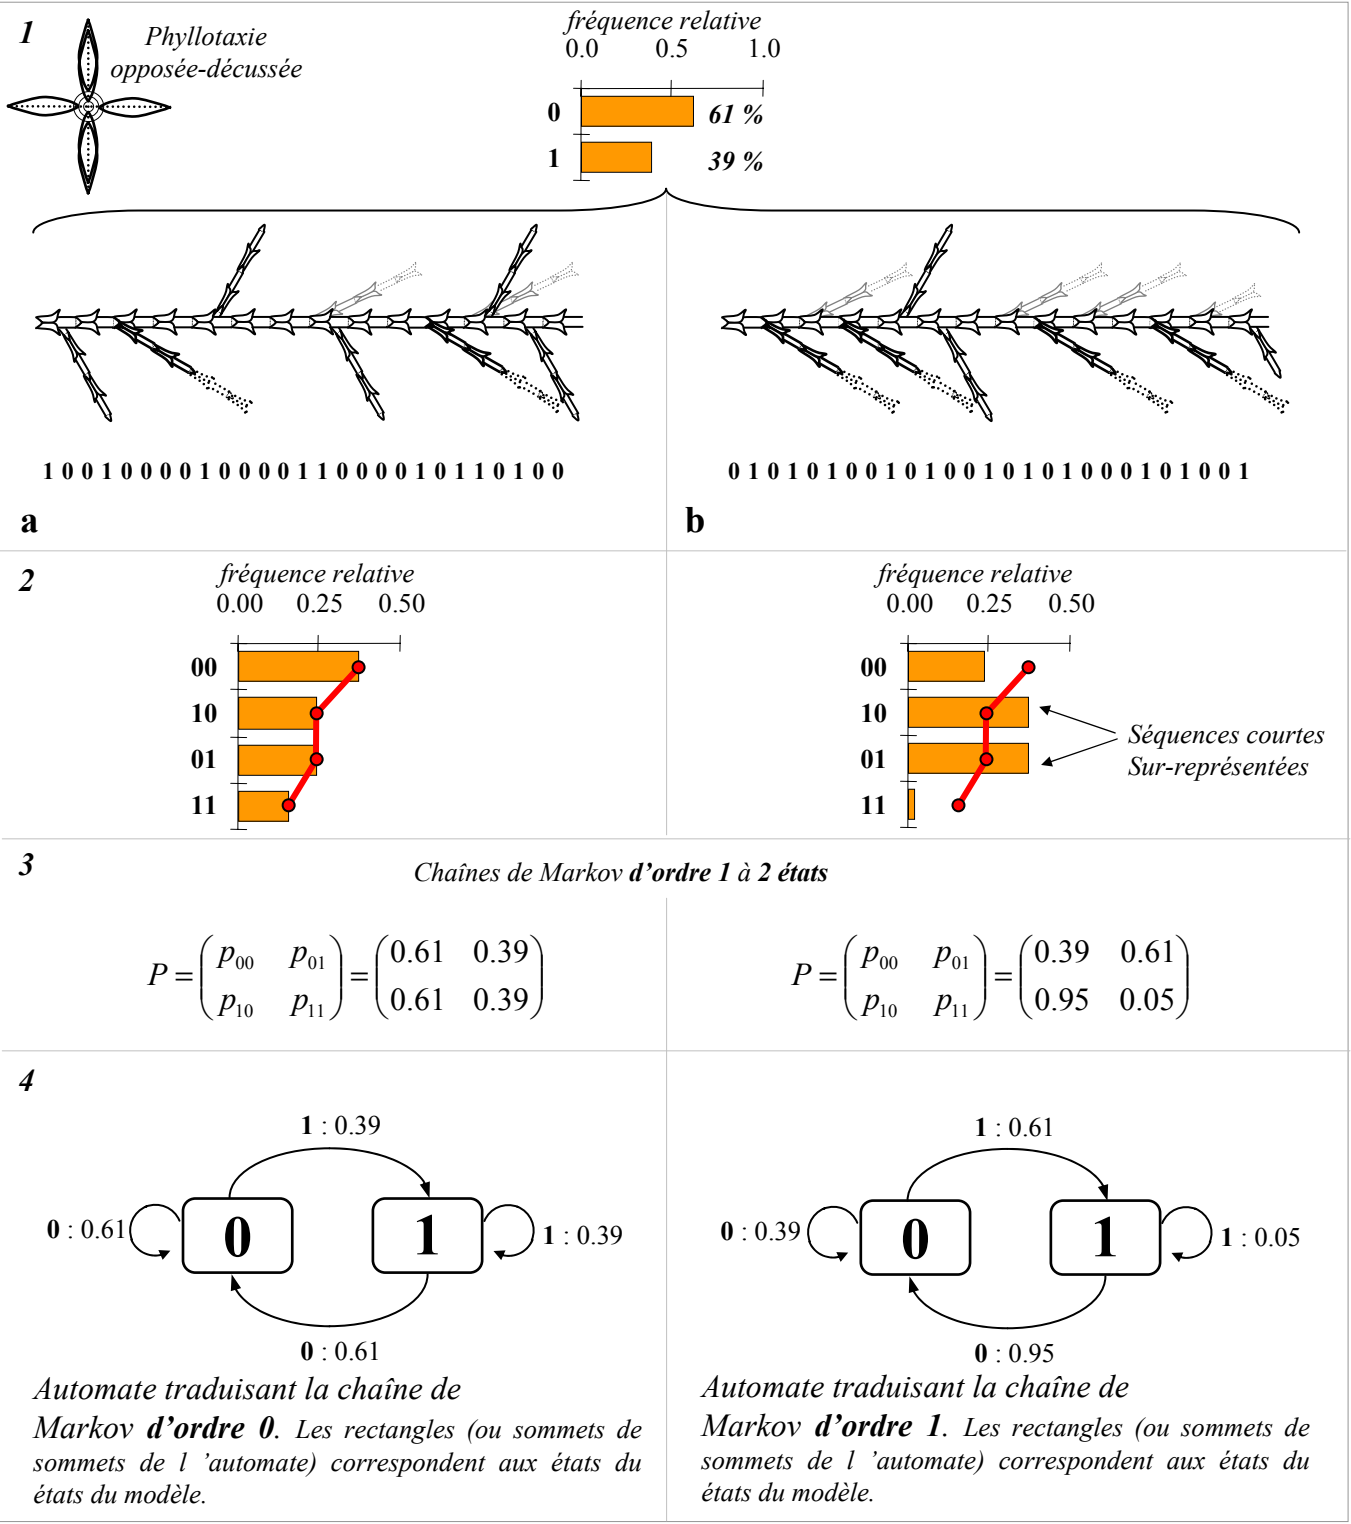 1
Phyllotaxie
opposée-décussée
fréquence relative
0.0 0.5 1.0
0 61 %
1 39 %
1 0 0 1 0 0 0 0 1 0 0 0 0 1 1 0 0 0 0 1 0 1 1 0 1 0 0
0 1 0 1 0 1 0 0 1 0 1 0 0 1 0 1 0 1 0 0 0 1 0 1 0 0 1
a
b
2
fréquence relative
0.00 0.25 0.50
00
10
01
11
fréquence relative
0.00 0.25 0.50
00
10
01
11
Séquences courtes
Sur-représentées
3
Chaînes de Markov d'ordre 1 à 2 états
P = ( p00 p01 ) = ( 0.61 0.39 )
( p10 p11 ) ( 0.61 0.39 )
P = ( p00 p01 ) = ( 0.39 0.61 )
( p10 p11 ) ( 0.95 0.05 )
4
1 : 0.39
0 : 0.61
0
1
1 : 0.39
0 : 0.61
Automate traduisant la chaîne de
Markov d'ordre 0. Les rectangles (ou sommets de
sommets de l 'automate) correspondent aux états du
états du modèle.
1 : 0.61
0 : 0.39
0
1
1 : 0.05
0 : 0.95
Automate traduisant la chaîne de
Markov d'ordre 1. Les rectangles (ou sommets de
sommets de l 'automate) correspondent aux états du
états du modèle.